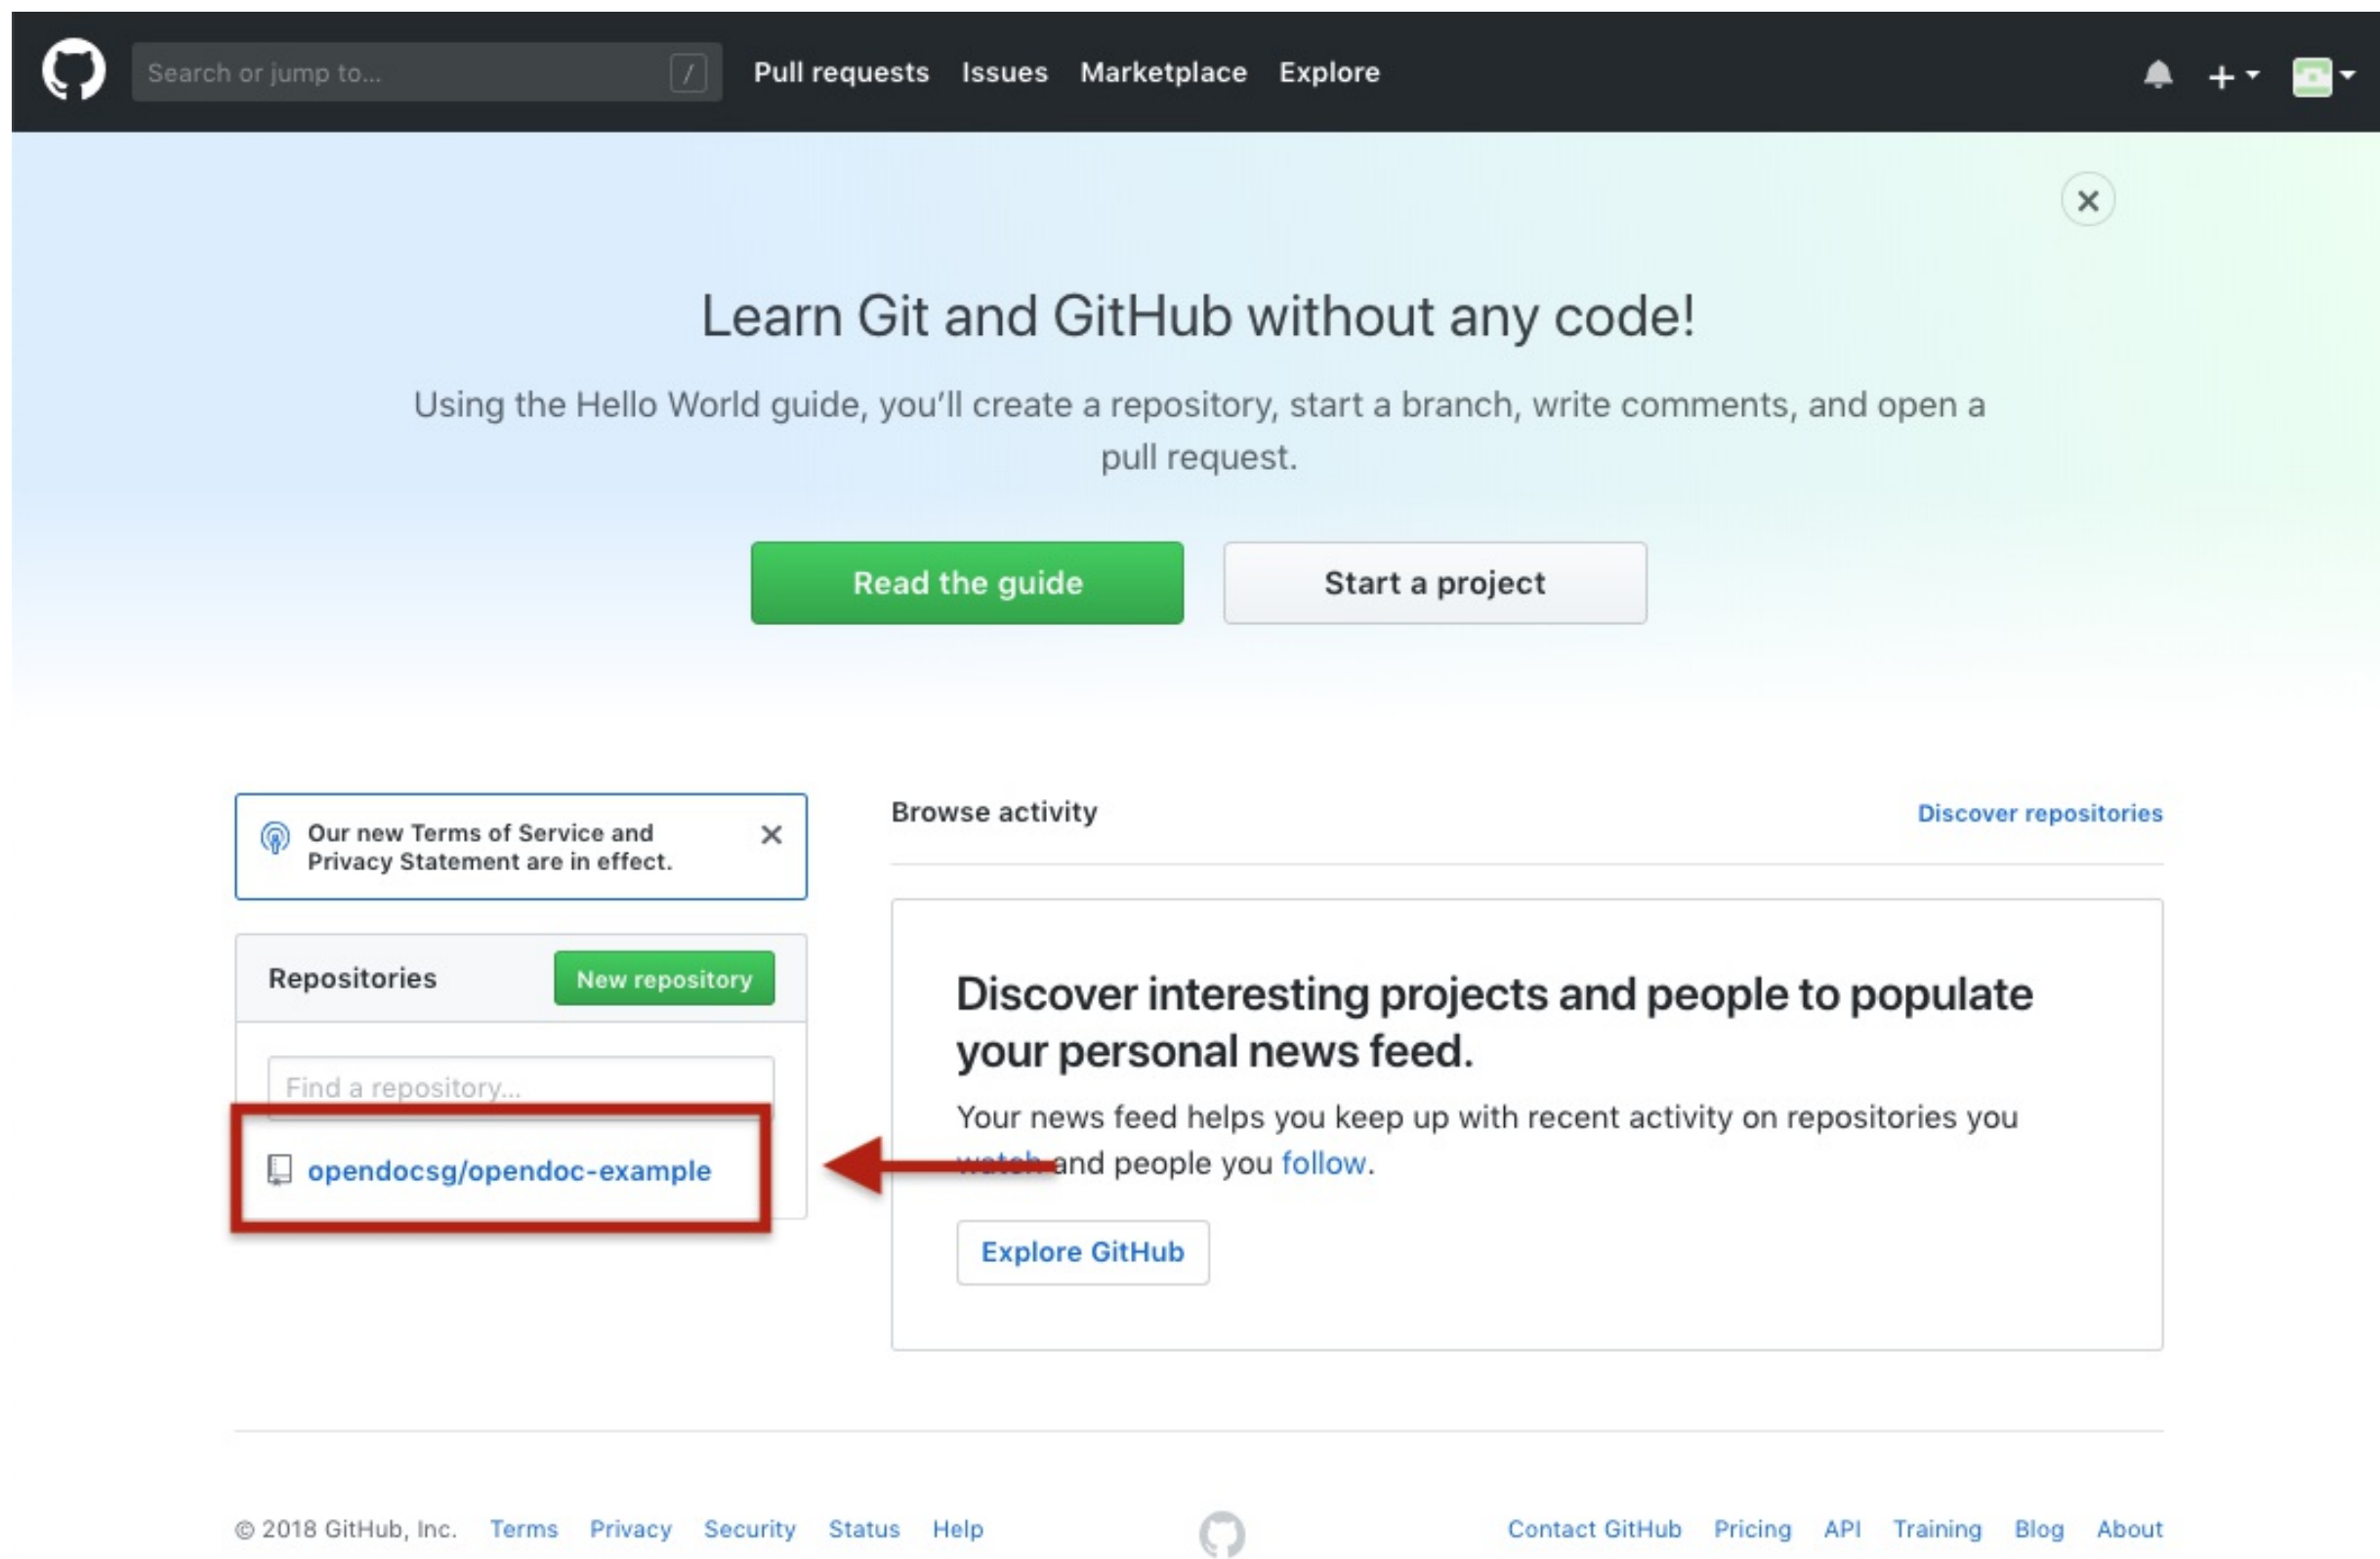 Search or jump to... /
Pull requests Issues Marketplace Explore
Learn Git and GitHub without any code!
Using the Hello World guide, you'll create a repository, start a branch, write comments, and open a
pull request.
Read the guide
Start a project
Our new Terms of Service and
Privacy Statement are in effect.
Repositories
New repository
Find a repository...
opendocsg/opendoc-example
Browse activity
Discover repositories
Discover interesting projects and people to populate
your personal news feed.
Your news feed helps you keep up with recent activity on repositories you
watch and people you follow.
Explore GitHub
© 2018 GitHub, Inc. Terms Privacy Security Status Help
Contact GitHub Pricing API Training Blog About